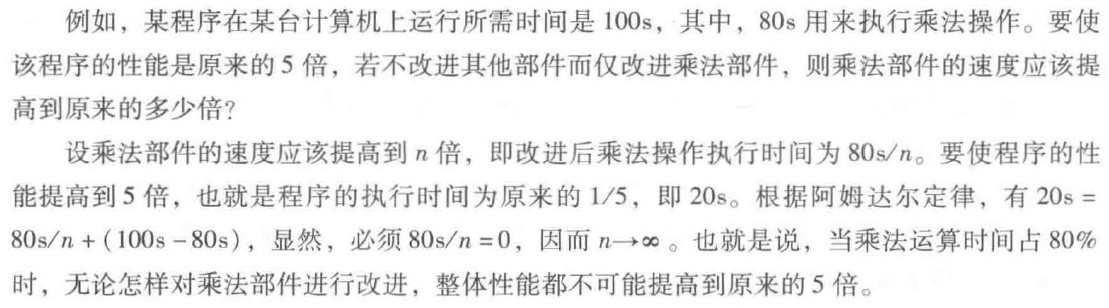 例如，某程序在某台计算机上运行所需时间是 100s，其中，80s 用来执行乘法操作。要使
该程序的性能是原来的 5 倍，若不改进其他部件而仅改进乘法部件，则乘法部件的速度应该提
高到原来的多少倍？
设乘法部件的速度应该提高到 n 倍，即改进后乘法操作执行时间为 80s/n。要使程序的性
能提高到 5 倍，也就是程序的执行时间为原来的 1/5，即 20s。根据阿姆达尔定律，有 20s =
80s/n + (100s - 80s)，显然，必须 80s/n = 0，因而 n→∞。也就是说，当乘法运算时间占 80%
时，无论怎样对乘法部件进行改进，整体性能都不可能提高到原来的 5 倍。